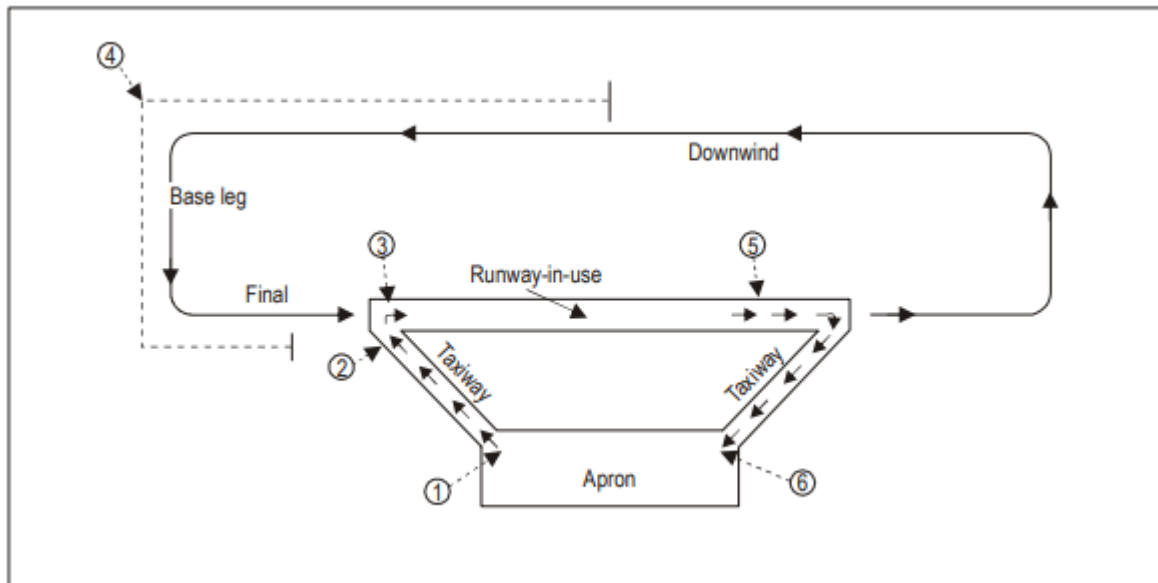 ④
Downwind
Base leg
③
⑤
Runway-in-use
Final
②
Taxiway
Taxiway
①
Apron
⑥